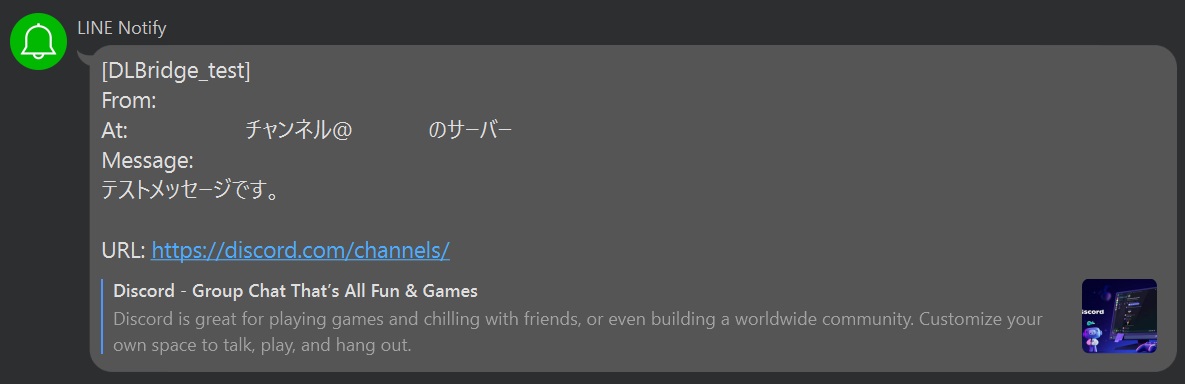 LINE Notify
[DLBridge_test]
From:
At: チャンネル@ のサーバー
Message:
テストメッセージです。
URL: https://discord.com/channels/
Discord - Group Chat That’s All Fun & Games
Discord is great for playing games and chilling with friends, or even building a worldwide community. Customize your
own space to talk, play, and hang out.
iscord